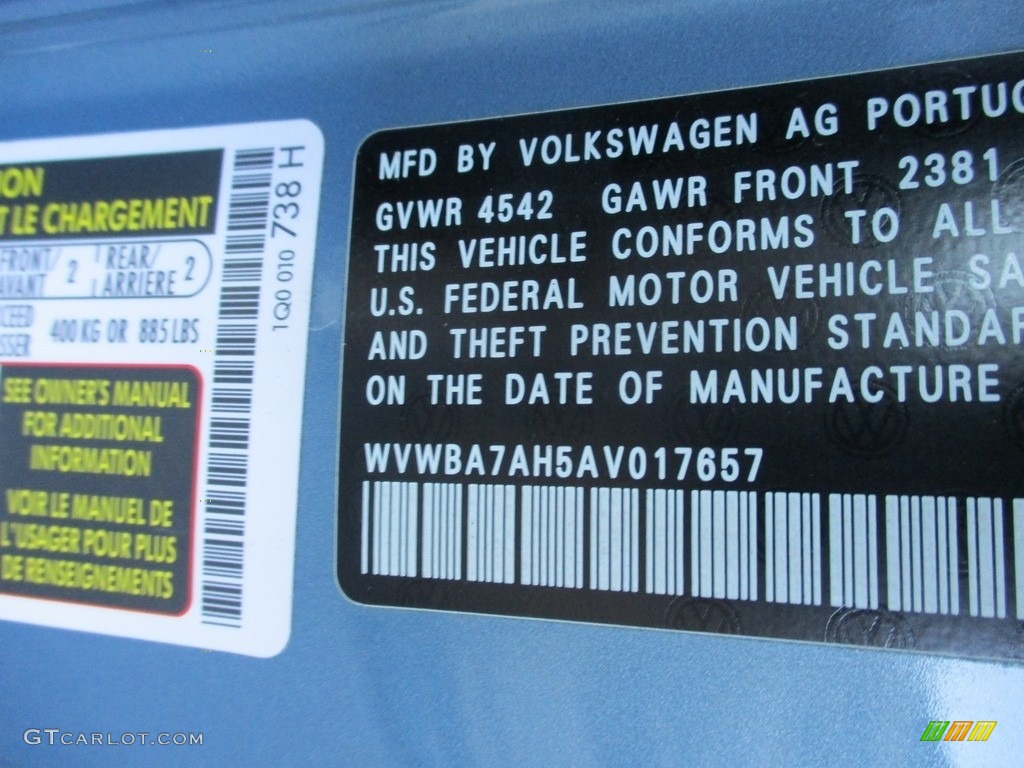 ION
T LE CHARGEMENT
FRONT/
AVANT 2 REAR/
ARRIERE 2
CEED
SSER 400 KG OR 885 LBS
SEE OWNER'S MANUAL
FOR ADDITIONAL
INFORMATION
VOIR LE MANUEL DE
L'USAGER POUR PLUS
DE RENSEIGNEMENTS
1Q0 010 738 H
MFD BY VOLKSWAGEN AG PORTUG
GVWR 4542 GAWR FRONT 2381
THIS VEHICLE CONFORMS TO ALL
U.S. FEDERAL MOTOR VEHICLE SA
AND THEFT PREVENTION STANDAR
ON THE DATE OF MANUFACTURE
WVWBA7AH5AV017657
GTCARLOT.COM